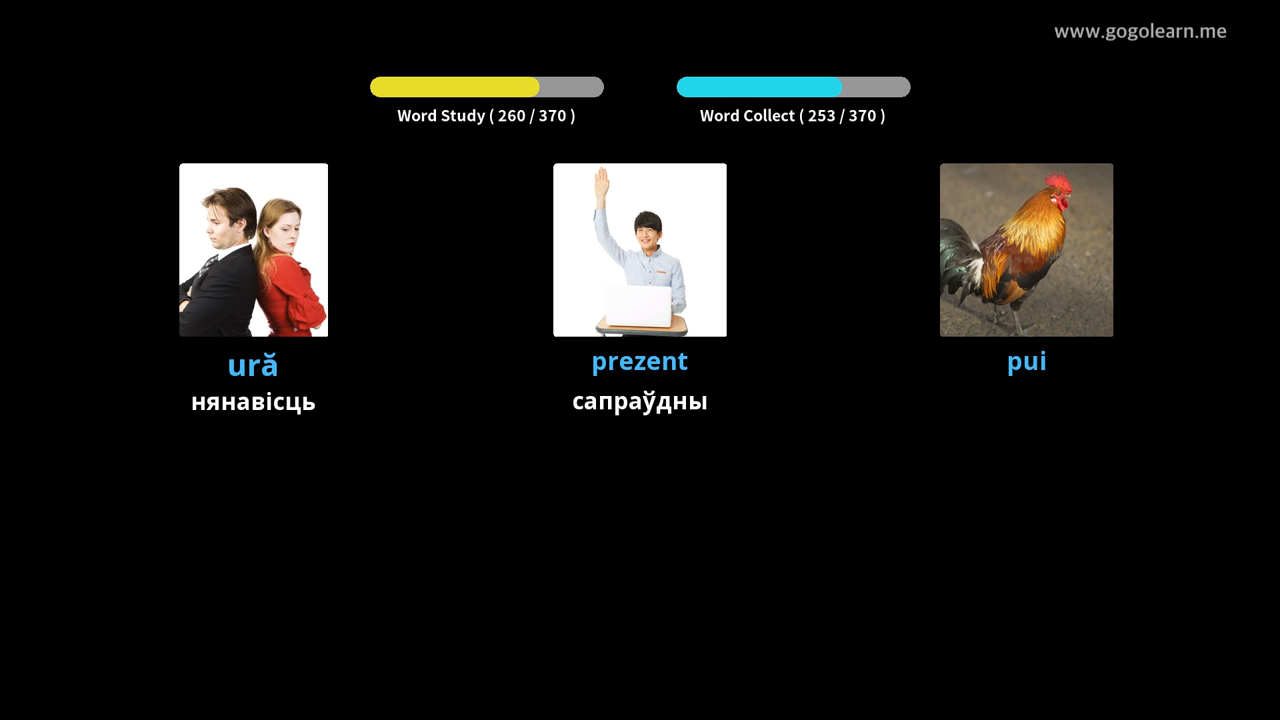 www.gogolearn.me
Word Study ( 260 / 370 )
Word Collect ( 253 / 370 )
ură
prezent
pui
нянавісць
сапраўдны